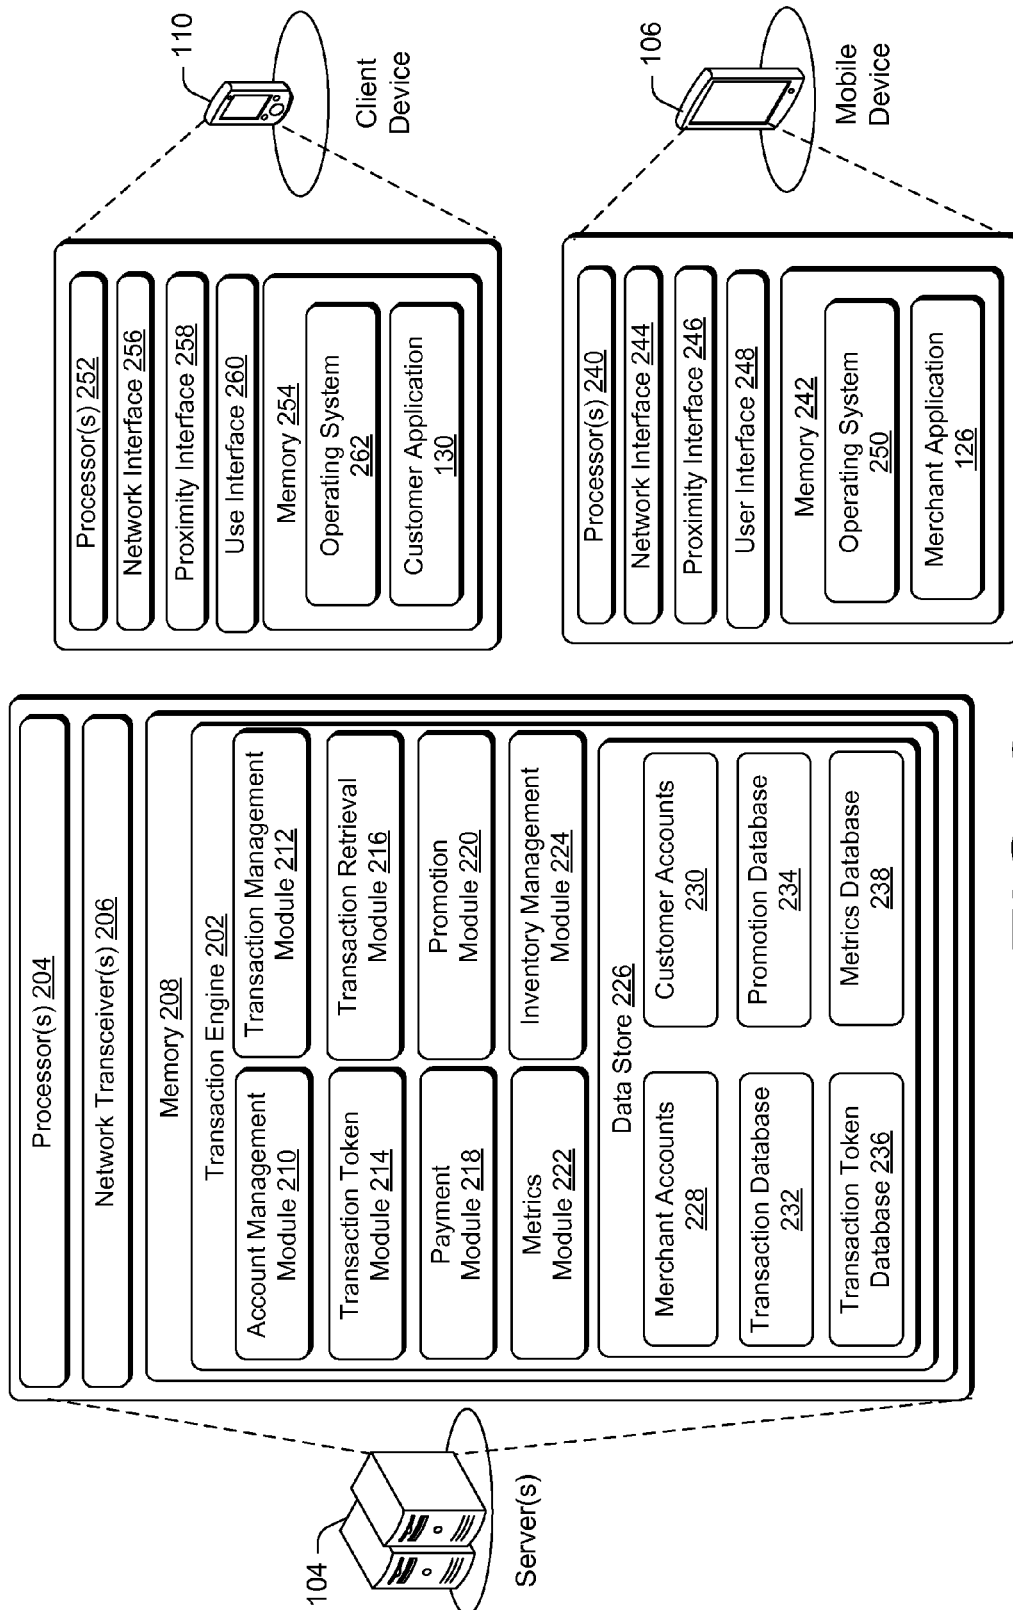 104
Server(s)
Processor(s) 204
Network Transceiver(s) 206
Memory 208
Transaction Engine 202
Account Management
Module 210
Transaction Management
Module 212
Transaction Token
Module 214
Transaction Retrieval
Module 216
Payment
Module 218
Promotion
Module 220
Metrics
Module 222
Inventory Management
Module 224
Data Store 226
Merchant Accounts
228
Customer Accounts
230
Transaction Database
232
Promotion Database
234
Transaction Token
Database 236
Metrics Database
238
Processor(s) 252
Network Interface 256
Proximity Interface 258
Use Interface 260
Memory 254
Operating System
262
Customer Application
130
110
Client
Device
Processor(s) 240
Network Interface 244
Proximity Interface 246
User Interface 248
Memory 242
Operating System
250
Merchant Application
126
106
Mobile
Device